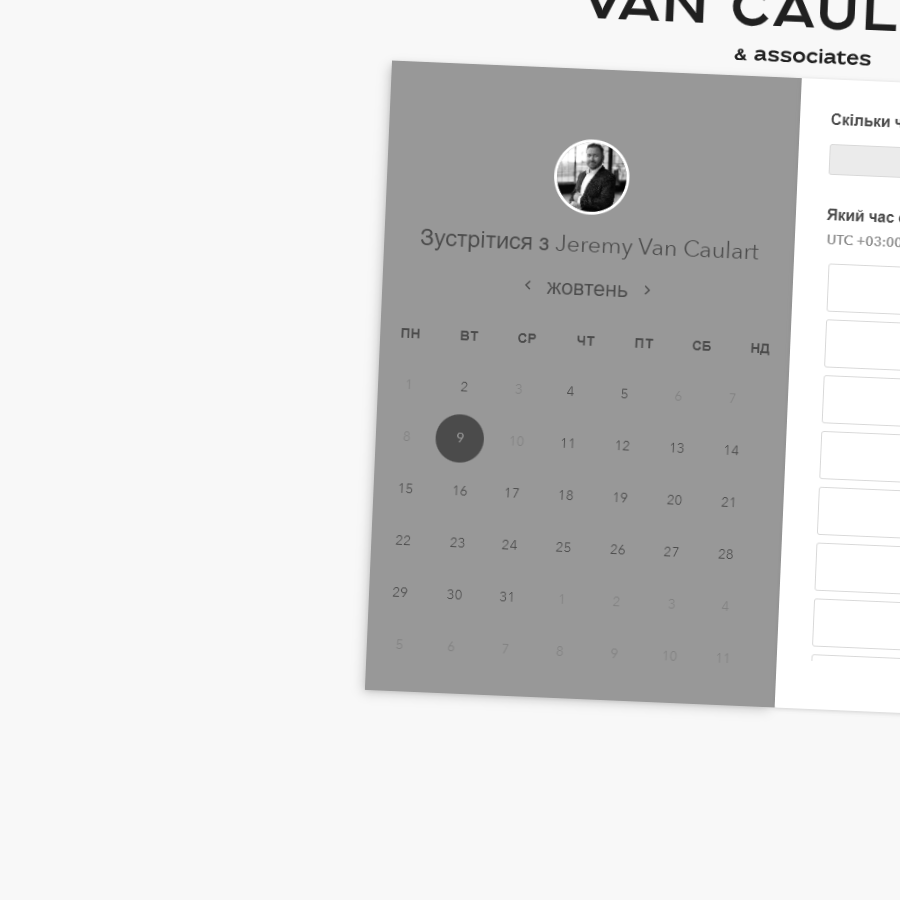 VAN CAUL
& associates
Зустрітися з Jeremy Van Caulart
жовтень
ПН ВТ СР ЧТ ПТ СБ НД
1 2 3 4 5 6 7
8 9 10 11 12 13 14
15 16 17 18 19 20 21
22 23 24 25 26 27 28
29 30 31 1 2 3 4
5 6 7 8 9 10 11
Скільки ч
Який час
UTC +03:00